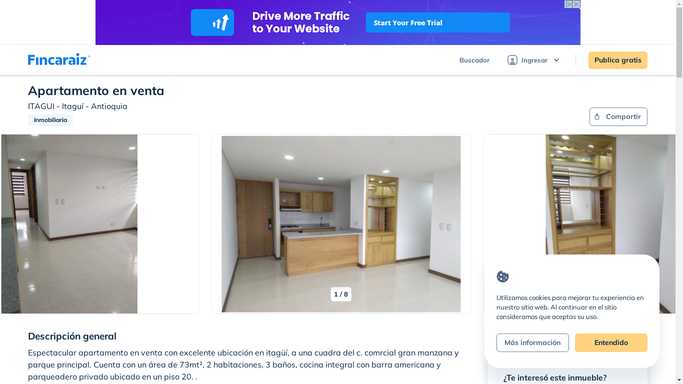 Drive More Traffic
to Your Website
Start Your Free Trial
Fincaraiz
Buscador
Ingresar
Publica gratis
Apartamento en venta
ITAGUI - Itaguí - Antioquia
Inmobiliaria
Compartir
1 / 8
Utilizamos cookies para mejorar tu experiencia en
nuestro sitio web. Al continuar en el sitio
consideramos que aceptas su uso.
Más información
Entendido
Descripción general
Espectacular apartamento en venta con excelente ubicación en itagüí, a una cuadra del c. comrcial gran manzana y
parque principal. Cuenta con un área de 73mt², 2 habitaciones, 3 baños, cocina integral con barra americana y
parqueadero privado ubicado en un piso 20. .
¿Te interesó este inmueble?